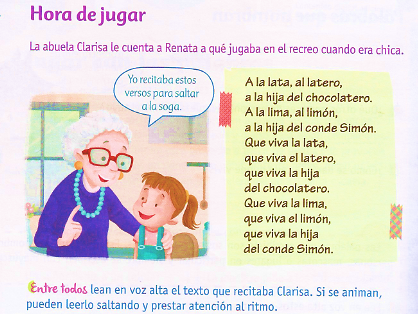 Hora de jugar
La abuela Clarisa le cuenta a Renata a qué jugaba en el recreo cuando era chica.
Yo recitaba estos
versos para saltar
a la soga.
A la lata, al latero,
a la hija del chocolatero.
A la lima, al limón,
a la hija del conde Simón.
Que viva la lata,
que viva el latero,
que viva la hija
del chocolatero.
Que viva la lima,
que viva el limón,
que viva la hija
del conde Simón.
Entre todos lean en voz alta el texto que recitaba Clarisa. Si se animan,
pueden leerlo saltando y prestar atención al ritmo.